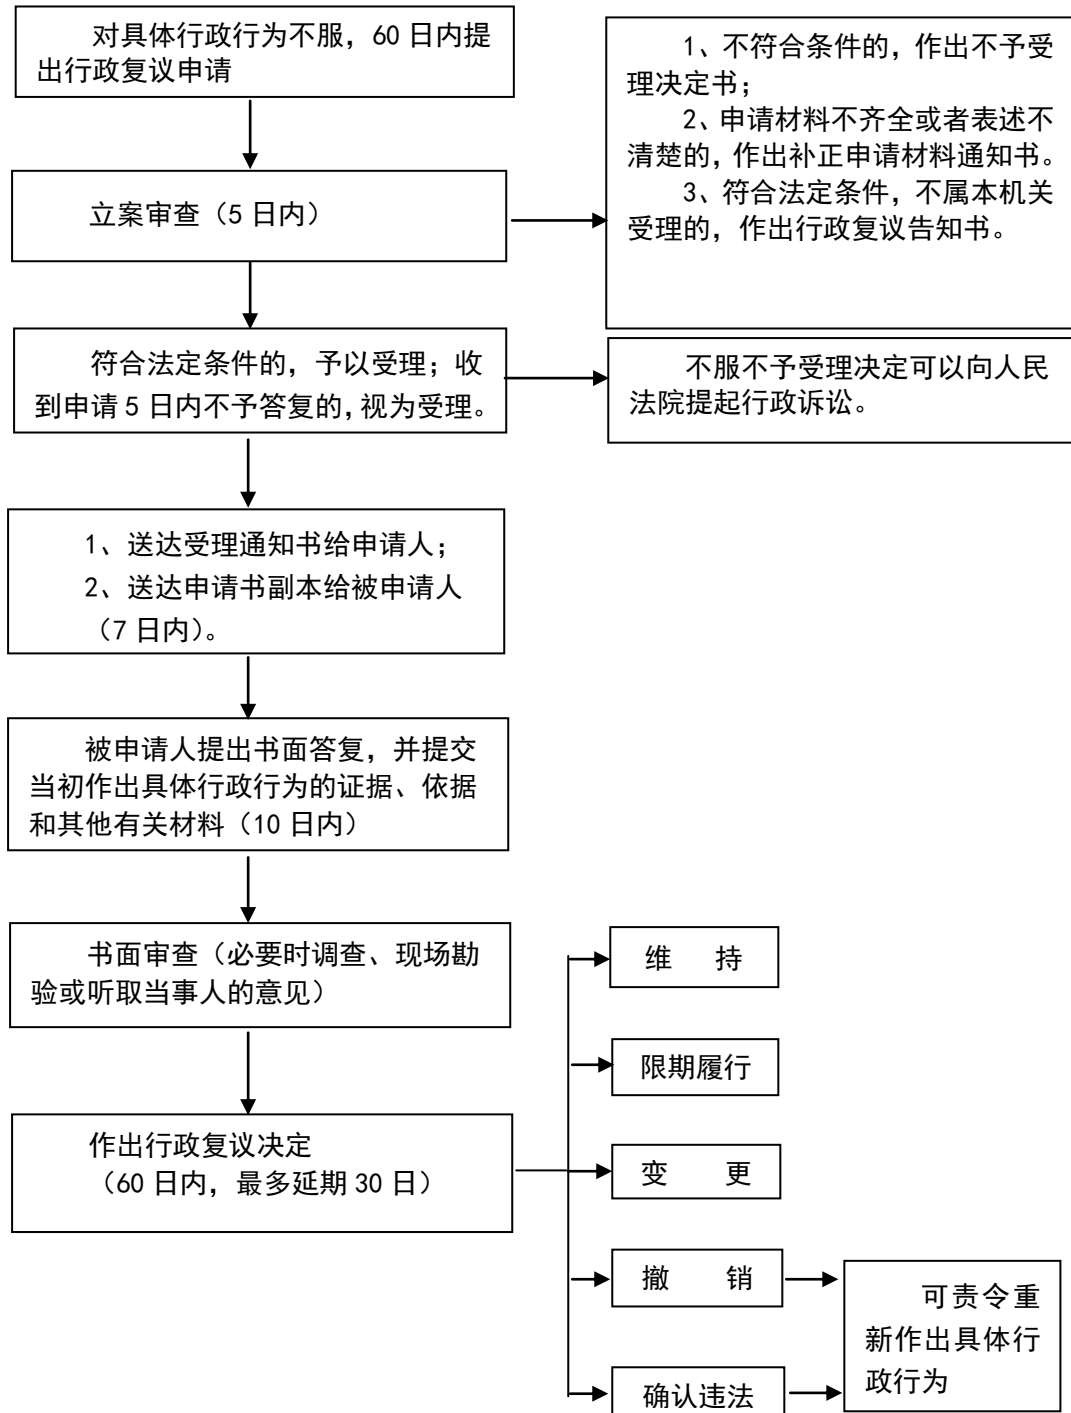 对具体行政行为不服，60日内提
出行政复议申请
1、不符合条件的，作出不予受
理决定书；
2、申请材料不齐全或者表述不
清楚的，作出补正申请材料通知书。
3、符合法定条件，不属本机关
受理的，作出行政复议告知书。
立案审查（5日内）
符合法定条件的，予以受理；收
到申请5日内不予答复的，视为受理。
不服不予受理决定可以向人民
法院提起行政诉讼。
1、送达受理通知书给申请人；
2、送达申请书副本给被申请人
（7日内）。
被申请人提出书面答复，并提交
当初作出具体行政行为的证据、依据
和其他有关材料（10日内）
书面审查（必要时调查、现场勘
验或听取当事人的意见）
作出行政复议决定
（60日内，最多延期30日）
维　持
限期履行
变　更
撤　销
确认违法
可责令重
新作出具体行
政行为